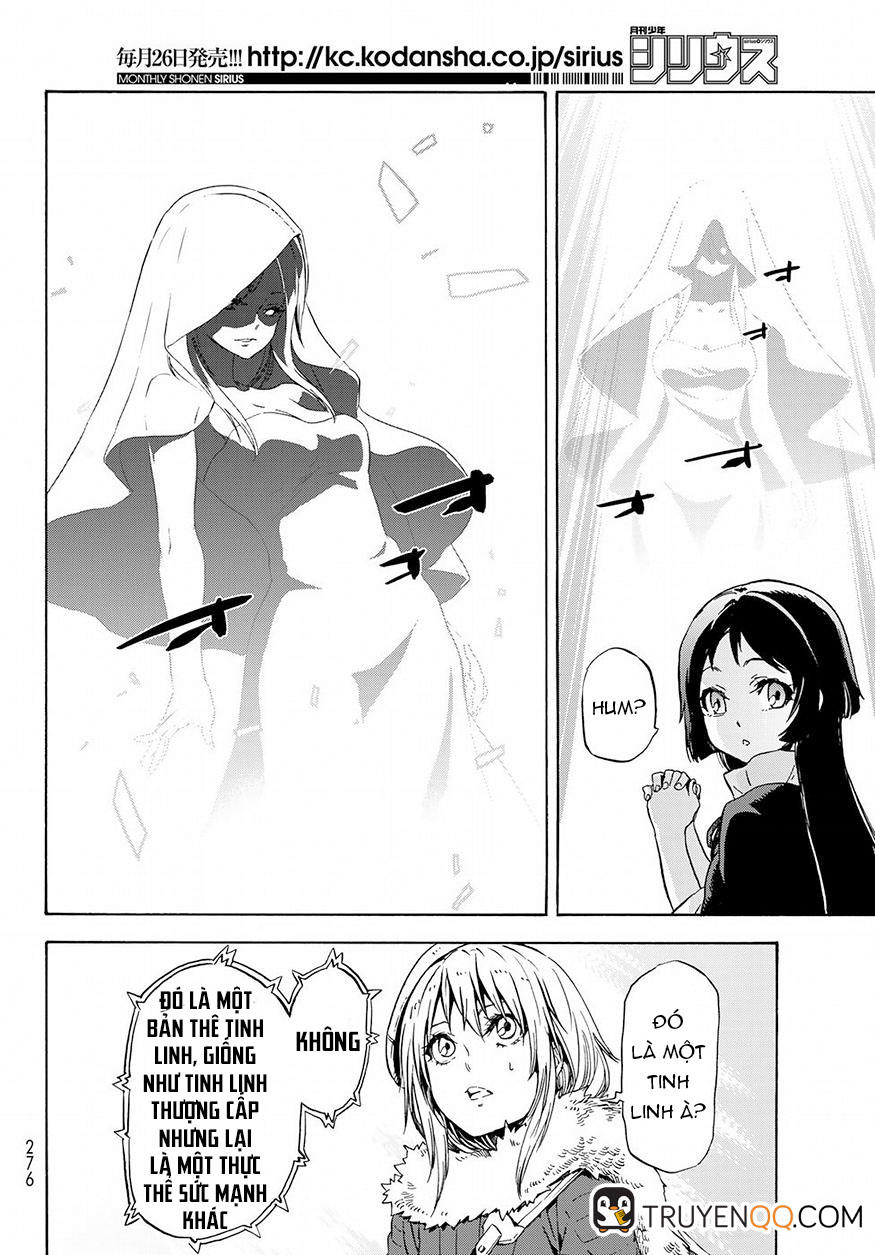 毎月26日発売!!! http://kc.kodansha.co.jp/sirius
MONTHLY SHONEN SIRIUS
月刊少年
シリウス
HUM?
ĐÓ
LÀ MỘT
TINH
LINH À?
KHÔNG
ĐÓ LÀ MỘT
BẢN THỂ TINH
LINH, GIỐNG
NHƯ TINH LINH
THƯỢNG CẤP
NHƯNG LẠI
LÀ MỘT THỰC
THỂ SỨC MẠNH
KHÁC
276
TRUYENQQ.COM